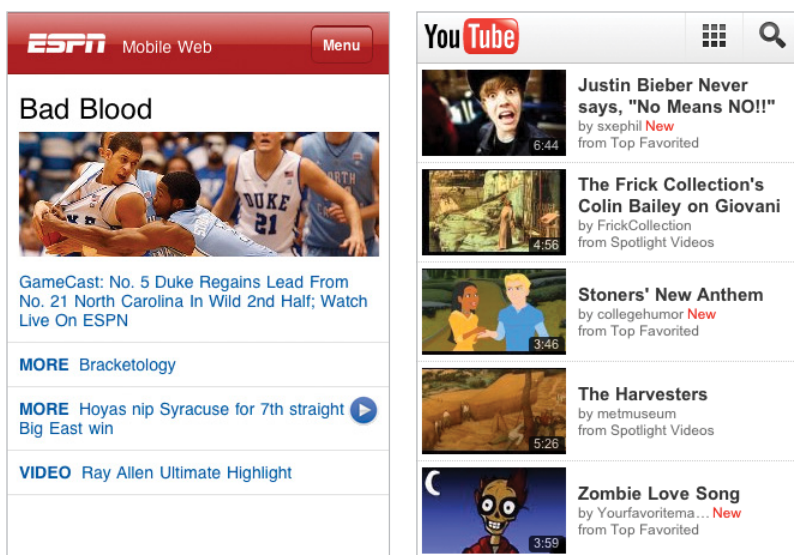 ESPN Mobile Web Menu
Bad Blood
DUKE
21
GameCast: No. 5 Duke Regains Lead From
No. 21 North Carolina In Wild 2nd Half; Watch
Live On ESPN
MORE Bracketology
MORE Hoyas nip Syracuse for 7th straight
Big East win
VIDEO Ray Allen Ultimate Highlight
YouTube
Justin Bieber Never
says, "No Means NO!!"
by sxephil New
from Top Favorited
6:44
The Frick Collection's
Colin Bailey on Giovani
by FrickCollection
from Spotlight Videos
4:56
Stoners' New Anthem
by collegehumor New
from Top Favorited
3:46
The Harvesters
by metmuseum
from Spotlight Videos
5:26
Zombie Love Song
by Yourfavoritema... New
from Top Favorited
3:59